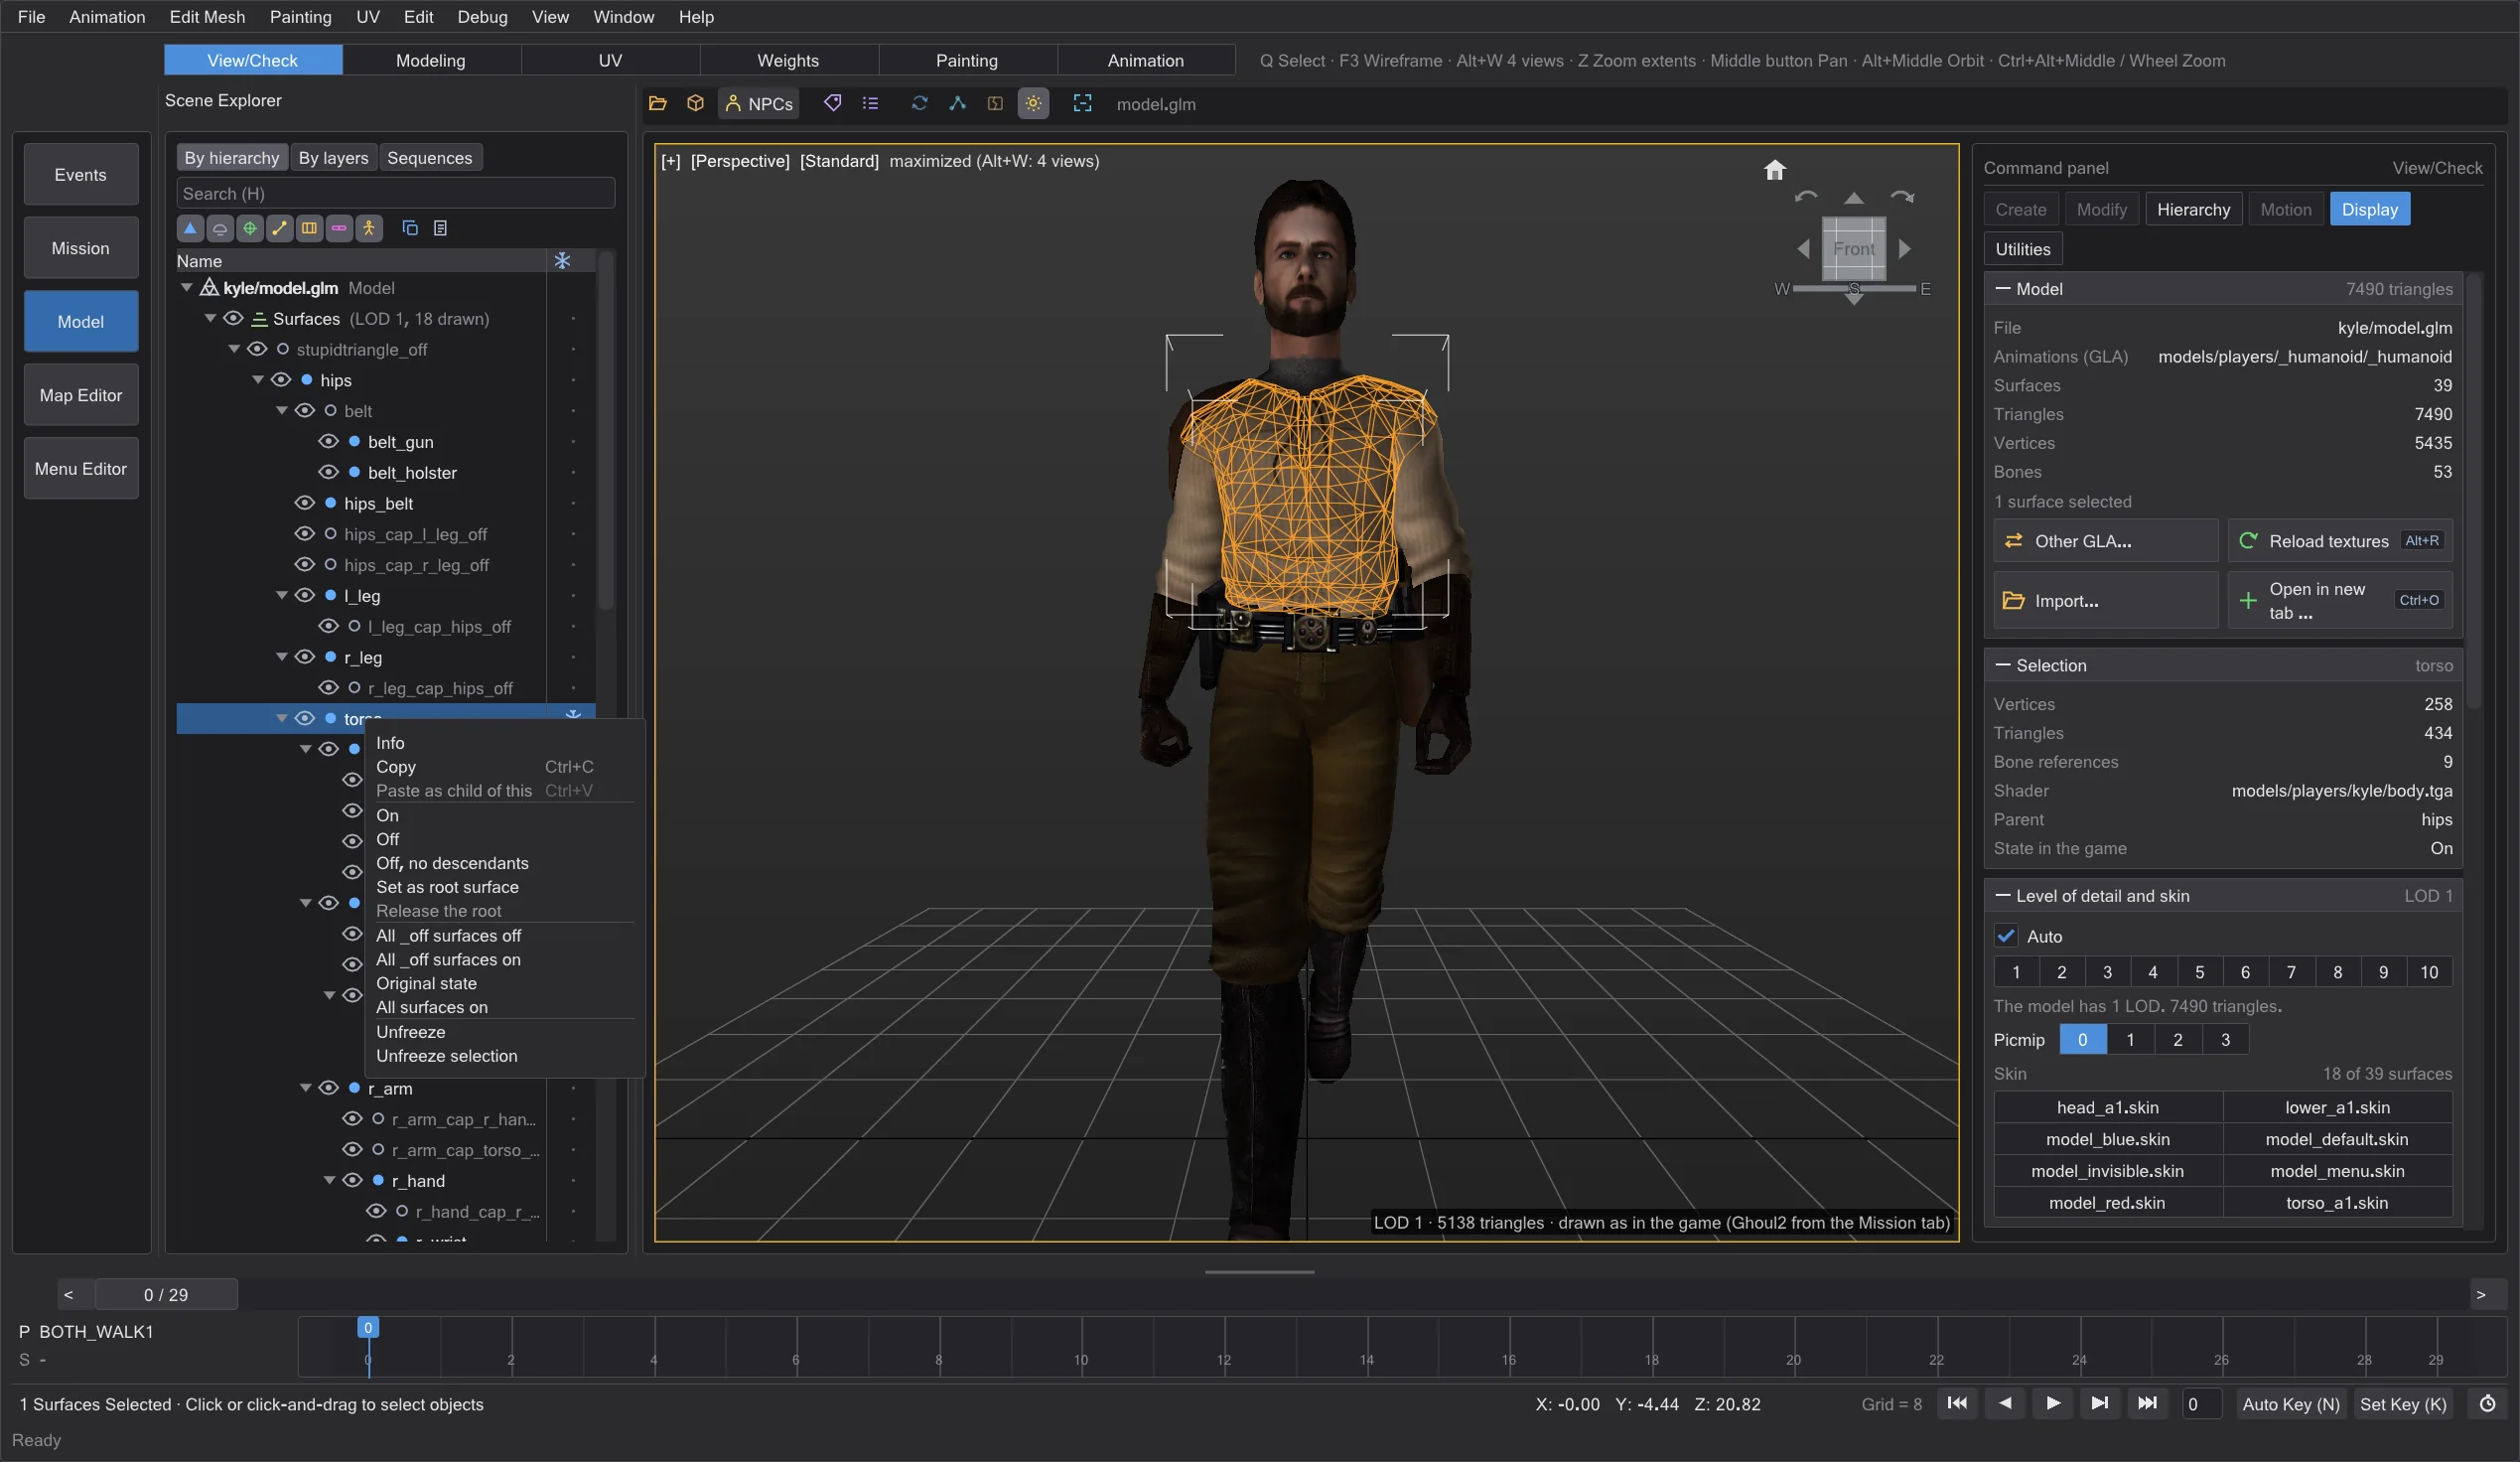 File Animation Edit Mesh Painting UV Edit Debug View Window Help
View/Check Modeling UV Weights Painting Animation Q Select · F3 Wireframe · Alt+W 4 views · Z Zoom extents · Middle button Pan · Alt+Middle Orbit · Ctrl+Alt+Middle / Wheel Zoom
Scene Explorer
NPCs model.glm
Events
Mission
Model
Map Editor
Menu Editor
By hierarchy By layers Sequences
Search (H)
Name
kyle/model.glm Model
Surfaces (LOD 1, 18 drawn)
stupidtriangle_off
hips
belt
belt_gun
belt_holster
hips_belt
hips_cap_l_leg_off
hips_cap_r_leg_off
l_leg
l_leg_cap_hips_off
r_leg
r_leg_cap_hips_off
torso
Info
Copy Ctrl+C
Paste as child of this Ctrl+V
On
Off
Off, no descendants
Set as root surface
Release the root
All _off surfaces off
All _off surfaces on
Original state
All surfaces on
Unfreeze
Unfreeze selection
r_arm
r_arm_cap_r_han...
r_arm_cap_torso_...
r_hand
r_hand_cap_r_...
r_wrist
[+] [Perspective] [Standard] maximized (Alt+W: 4 views)
Front
W S E
LOD 1 · 5138 triangles · drawn as in the game (Ghoul2 from the Mission tab)
Command panel View/Check
Create Modify Hierarchy Motion Display
Utilities
Model 7490 triangles
File kyle/model.glm
Animations (GLA) models/players/_humanoid/_humanoid
Surfaces 39
Triangles 7490
Vertices 5435
Bones 53
1 surface selected
Other GLA... Reload textures Alt+R
Import... Open in new tab ... Ctrl+O
Selection torso
Vertices 258
Triangles 434
Bone references 9
Shader models/players/kyle/body.tga
Parent hips
State in the game On
Level of detail and skin LOD 1
Auto
1 2 3 4 5 6 7 8 9 10
The model has 1 LOD. 7490 triangles.
Picmip 0 1 2 3
Skin 18 of 39 surfaces
head_a1.skin lower_a1.skin
model_blue.skin model_default.skin
model_invisible.skin model_menu.skin
model_red.skin torso_a1.skin
< 0 / 29 >
P BOTH_WALK1
S -
0
0 2 4 6 8 10 12 14 16 18 20 22 24 26 28 29
1 Surfaces Selected · Click or click-and-drag to select objects X: -0.00 Y: -4.44 Z: 20.82 Grid = 8 0 Auto Key (N) Set Key (K)
Ready